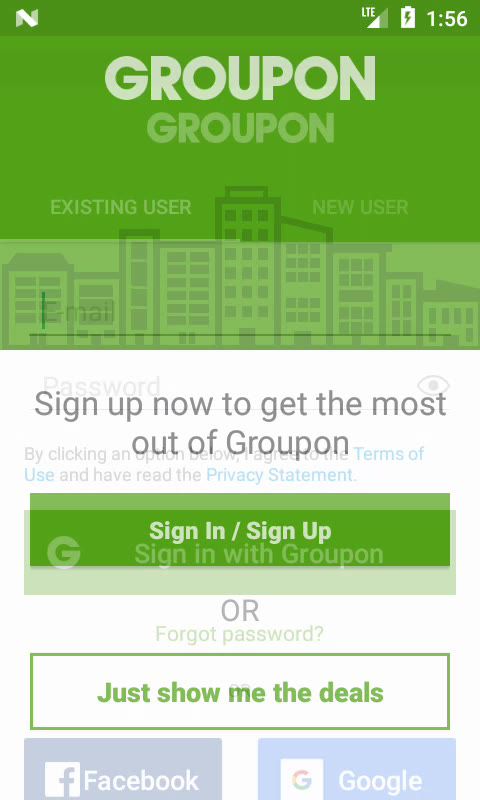 LTE 1:56
GROUPON
GROUPON
EXISTING USER NEW USER
E-mail
Password
Sign up now to get the most
out of Groupon
By clicking an option below, I agree to the Terms of
Use and have read the Privacy Statement.
Sign In / Sign Up
G Sign in with Groupon
OR
Forgot password?
Just show me the deals
OR
Facebook
G Google